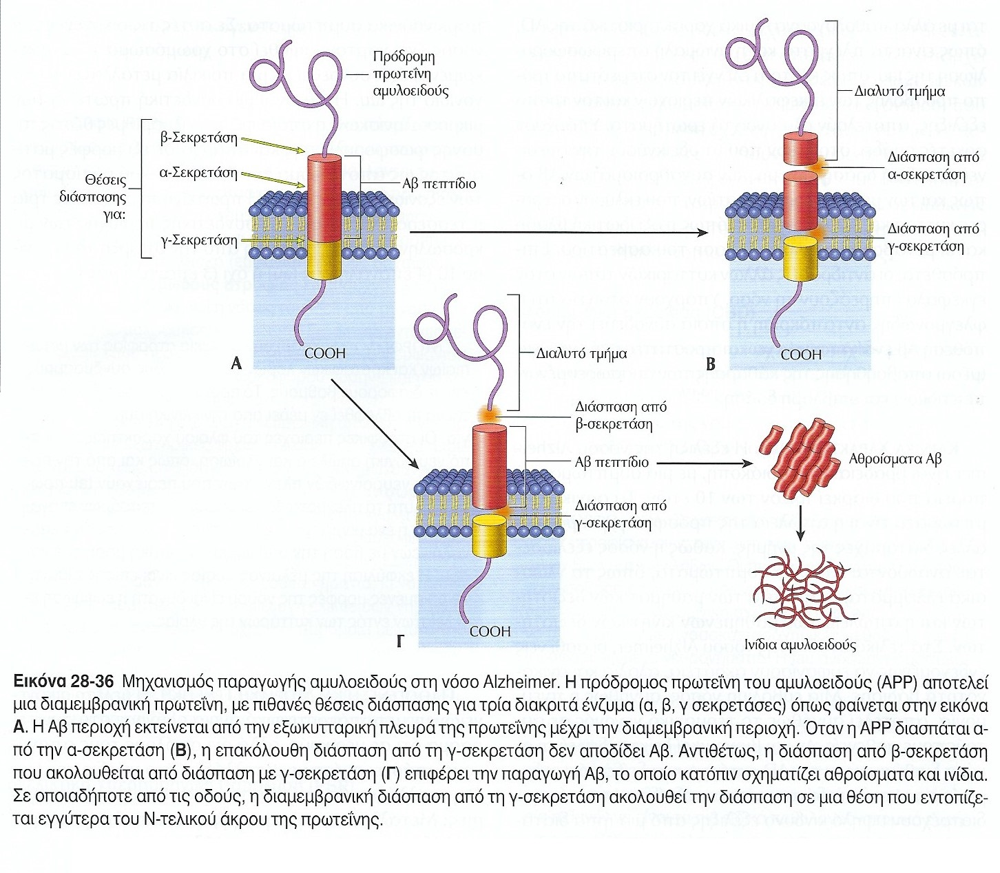 Πρόδρομη
πρωτεΐνη
αμυλοειδούς
Θέσεις
διάσπασης
για:
β-Σεκρετάση
α-Σεκρετάση
γ-Σεκρετάση
Αβ πεπτίδιο
COOH
Α
Διαλυτό τμήμα
Διάσπαση από
α-σεκρετάση
Διάσπαση από
γ-σεκρετάση
COOH
Β
Διαλυτό τμήμα
Διάσπαση από
β-σεκρετάση
Αβ πεπτίδιο
Διάσπαση από
γ-σεκρετάση
COOH
Γ
Αθροίσματα Αβ
Ινίδια αμυλοειδούς
Εικόνα 28-36 Μηχανισμός παραγωγής αμυλοειδούς στη νόσο Alzheimer. Η πρόδρομος πρωτεΐνη του αμυλοειδούς (APP) αποτελεί
μια διαμεμβρανική πρωτεΐνη, με πιθανές θέσεις διάσπασης για τρία διακριτά ένζυμα (α, β, γ σεκρετάσες) όπως φαίνεται στην εικόνα
Α. Η Αβ περιοχή εκτείνεται από την εξωκυτταρική πλευρά της πρωτεΐνης μέχρι την διαμεμβρανική περιοχή. Όταν η APP διασπάται α-
πό την α-σεκρετάση (Β), η επακόλουθη διάσπαση από τη γ-σεκρετάση δεν αποδίδει Αβ. Αντιθέτως, η διάσπαση από β-σεκρετάση
που ακολουθείται από διάσπαση με γ-σεκρετάση (Γ) επιφέρει την παραγωγή Αβ, το οποίο κατόπιν σχηματίζει αθροίσματα και ινίδια.
Σε οποιαδήποτε από τις οδούς, η διαμεμβρανική διάσπαση από τη γ-σεκρετάση ακολουθεί την διάσπαση σε μια θέση που εντοπίζε-
ται εγγύτερα του Ν-τελικού άκρου της πρωτεΐνης.